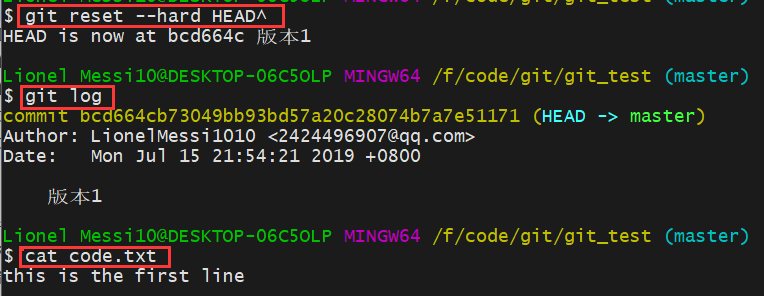 $ git reset --hard HEAD^
HEAD is now at bcd664c 版本1
Lionel Messi10@DESKTOP-06C5OLP MINGW64 /f/code/git/git_test (master)
$ git log
commit bcd664cb73049bb93bd57a20c28074b7a7e51171 (HEAD -> master)
Author: LionelMessi1010 <2424496907@qq.com>
Date:   Mon Jul 15 21:54:21 2019 +0800
版本1
Lionel Messi10@DESKTOP-06C5OLP MINGW64 /f/code/git/git_test (master)
$ cat code.txt
this is the first line